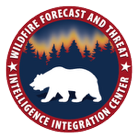 WILDFIRE FORECAST AND THREAT
INTELLIGENCE INTEGRATION CENTER